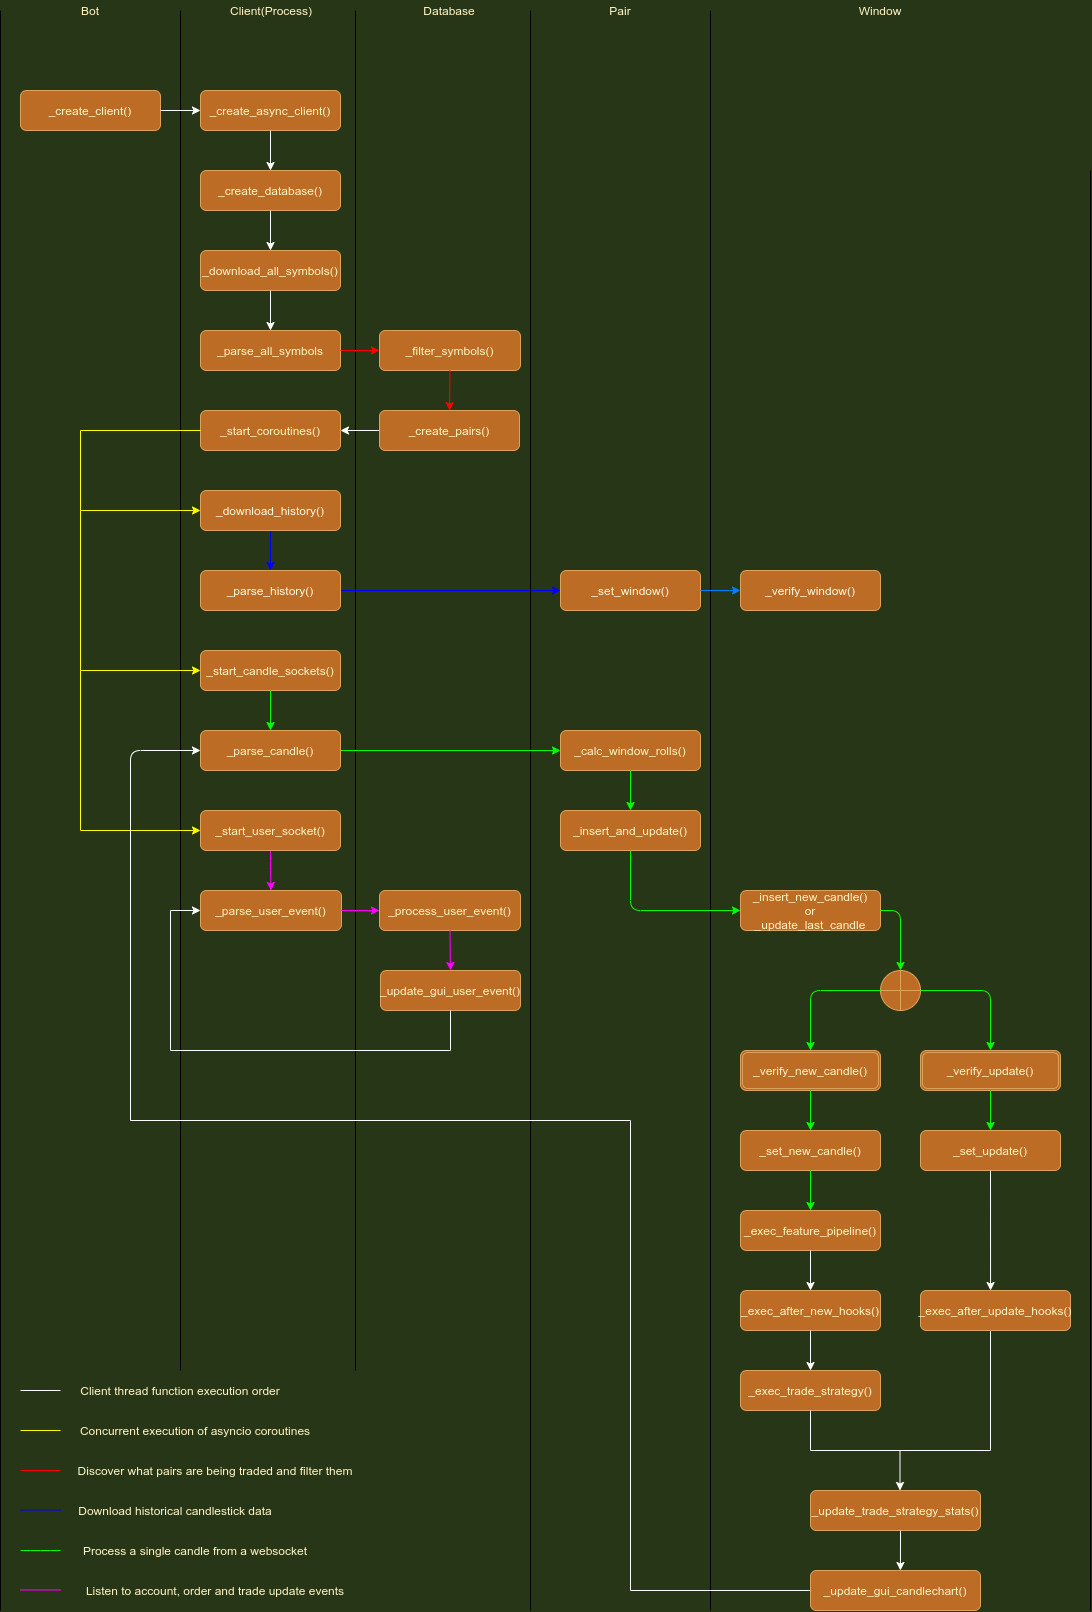 Bot
Client(Process)
Database
Pair
Window
_create_client()
_create_async_client()
_create_database()
_download_all_symbols()
_parse_all_symbols
_filter_symbols()
_start_coroutines()
_create_pairs()
_download_history()
_parse_history()
_set_window()
_verify_window()
_start_candle_sockets()
_parse_candle()
_calc_window_rolls()
_start_user_socket()
_insert_and_update()
_parse_user_event()
_process_user_event()
_insert_new_candle()
or
_update_last_candle
_update_gui_user_event()
_verify_new_candle()
_verify_update()
_set_new_candle()
_set_update()
_exec_feature_pipeline()
_exec_after_new_hooks()
_exec_after_update_hooks()
_exec_trade_strategy()
_update_trade_strategy_stats()
_update_gui_candlechart()
Client thread function execution order
Concurrent execution of asyncio coroutines
Discover what pairs are being traded and filter them
Download historical candlestick data
Process a single candle from a websocket
Listen to account, order and trade update events